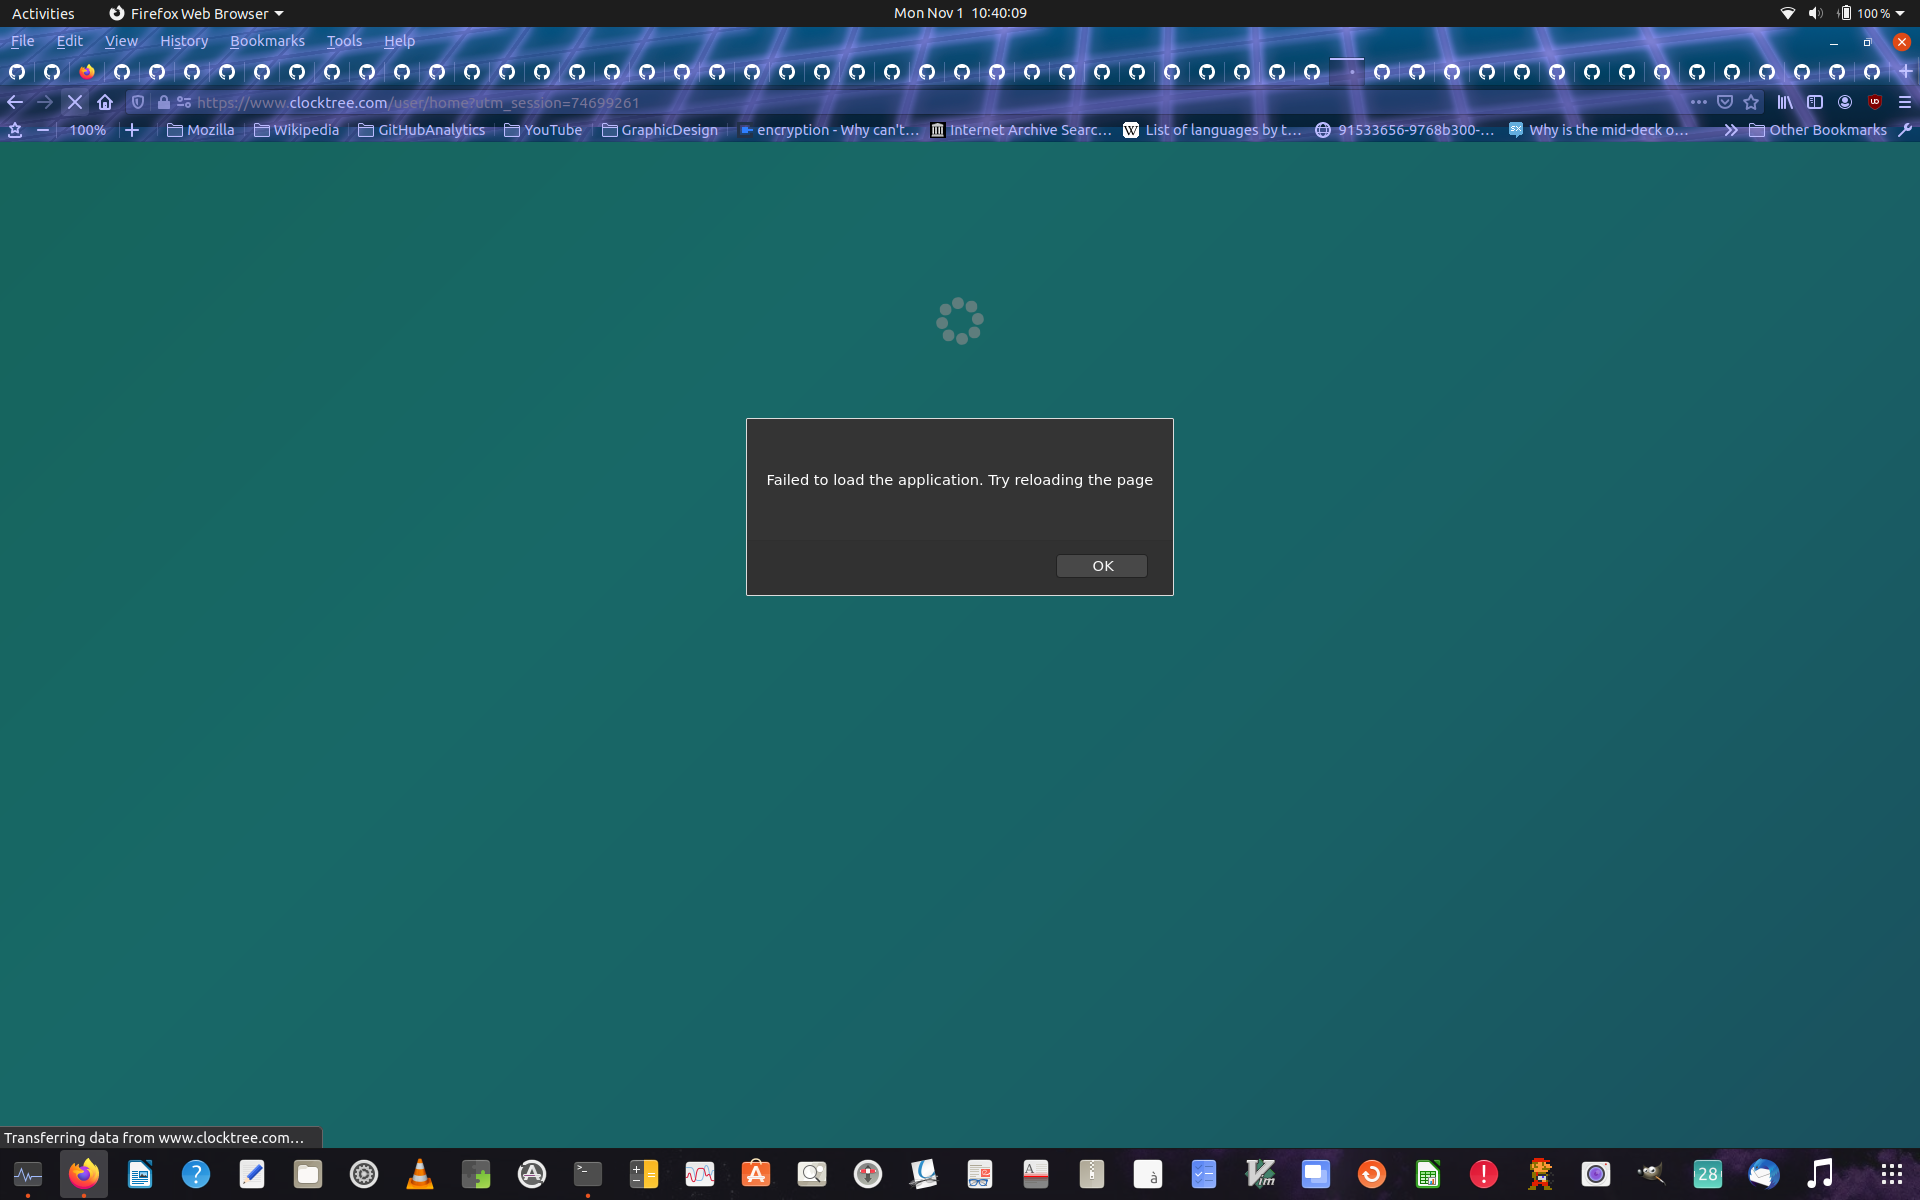 Activities
Firefox Web Browser
Mon Nov 1 10:40:09
100 %
File
Edit
View
History
Bookmarks
Tools
Help
https://www.clocktree.com/user/home?utm_session=74699261
UD
100%
Mozilla
Wikipedia
GitHubAnalytics
YouTube
GraphicDesign
encryption - Why can't…
W
Internet Archive Searc…
List of languages by t…
91533656-9768b300-…
Why is the mid-deck o…
Other Bookmarks
Failed to load the application. Try reloading the page
OK
Transferring data from www.clocktree.com…
?
>_
A
à
Vim
!
28